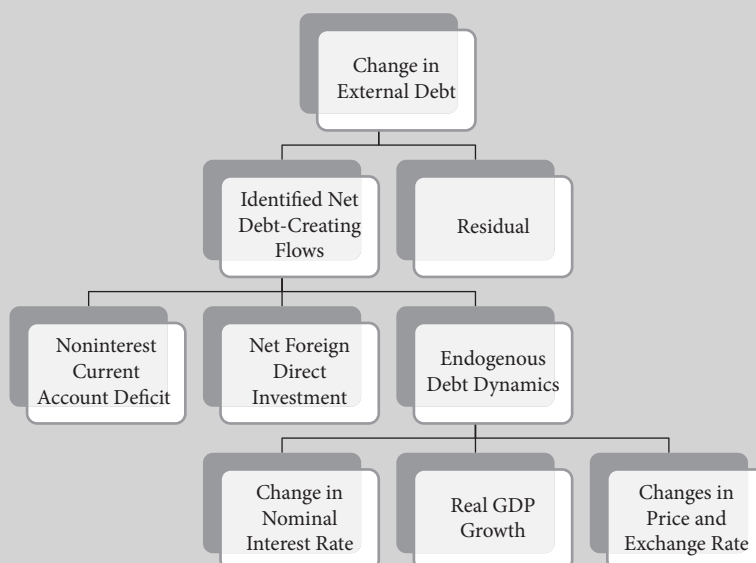 Change in
External Debt
Identified Net
Debt-Creating
Flows
Residual
Noninterest
Current
Account Deficit
Net Foreign
Direct
Investment
Endogenous
Debt Dynamics
Change in
Nominal
Interest Rate
Real GDP
Growth
Changes in
Price and
Exchange Rate